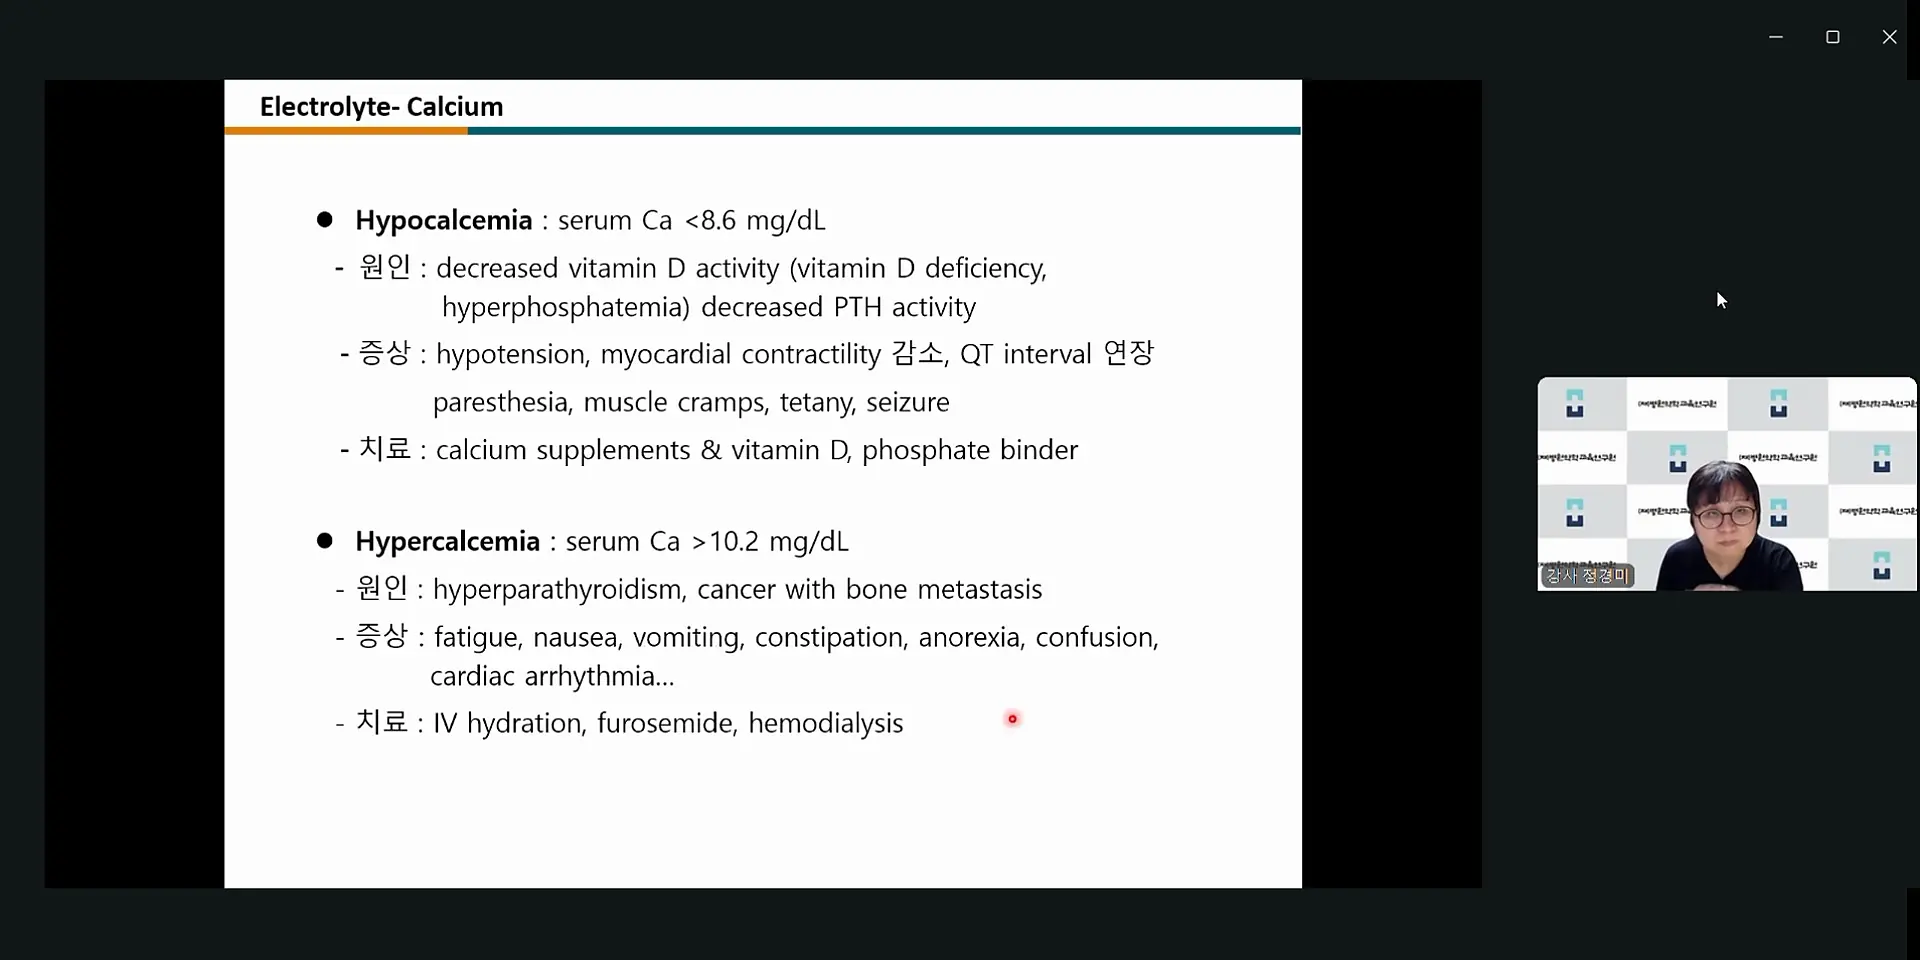 Electrolyte- Calcium
● Hypocalcemia : serum Ca <8.6 mg/dL
- 원인 : decreased vitamin D activity (vitamin D deficiency,
hyperphosphatemia) decreased PTH activity
- 증상 : hypotension, myocardial contractility 감소, QT interval 연장
paresthesia, muscle cramps, tetany, seizure
- 치료 : calcium supplements & vitamin D, phosphate binder
● Hypercalcemia : serum Ca >10.2 mg/dL
- 원인 : hyperparathyroidism, cancer with bone metastasis
- 증상 : fatigue, nausea, vomiting, constipation, anorexia, confusion,
cardiac arrhythmia...
- 치료 : IV hydration, furosemide, hemodialysis
강사 정경미